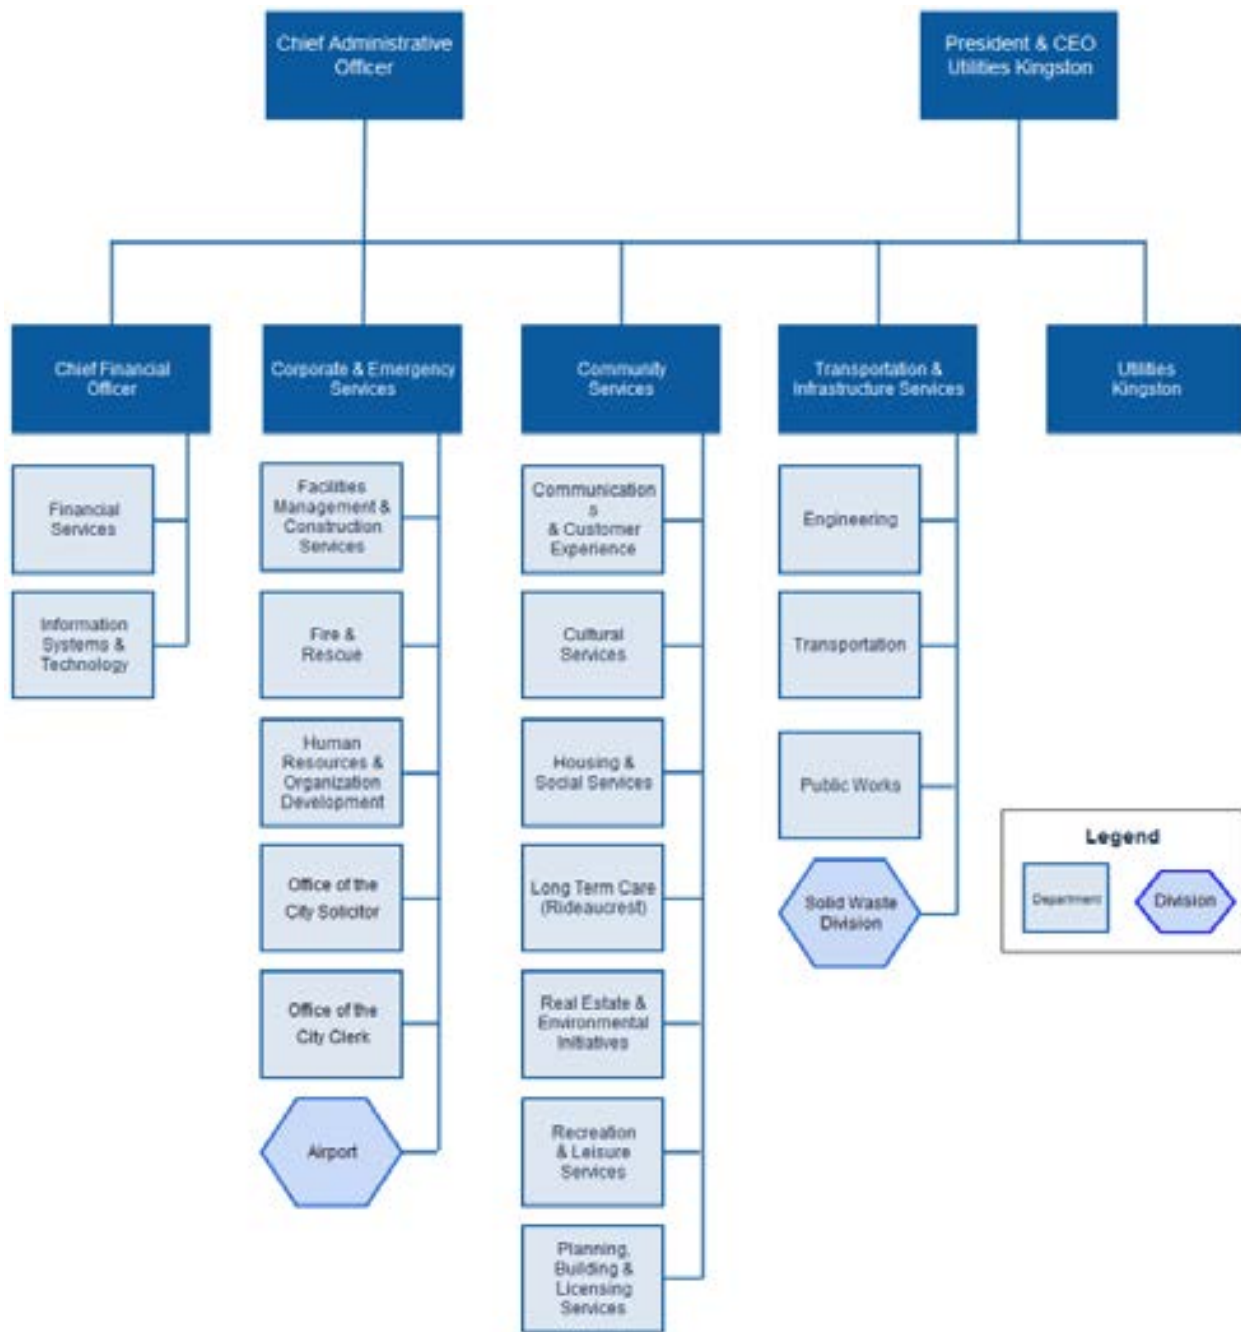 Chief Administrative
Officer
President & CEO
Utilities Kingston
Chief Financial
Officer
Corporate & Emergency
Services
Community
Services
Transportation &
Infrastructure Services
Utilities
Kingston
Financial
Services
Information
Systems &
Technology
Facilities
Management &
Construction
Services
Fire &
Rescue
Human
Resources &
Organization
Development
Office of the
City Solicitor
Office of the
City Clerk
Airport
Communication
s
& Customer
Experience
Cultural
Services
Housing &
Social Services
Long Term Care
(Rideaucrest)
Real Estate &
Environmental
Initiatives
Recreation
& Leisure
Services
Planning,
Building &
Licensing
Services
Engineering
Transportation
Public Works
Solid Waste
Division
Legend
Department
Division